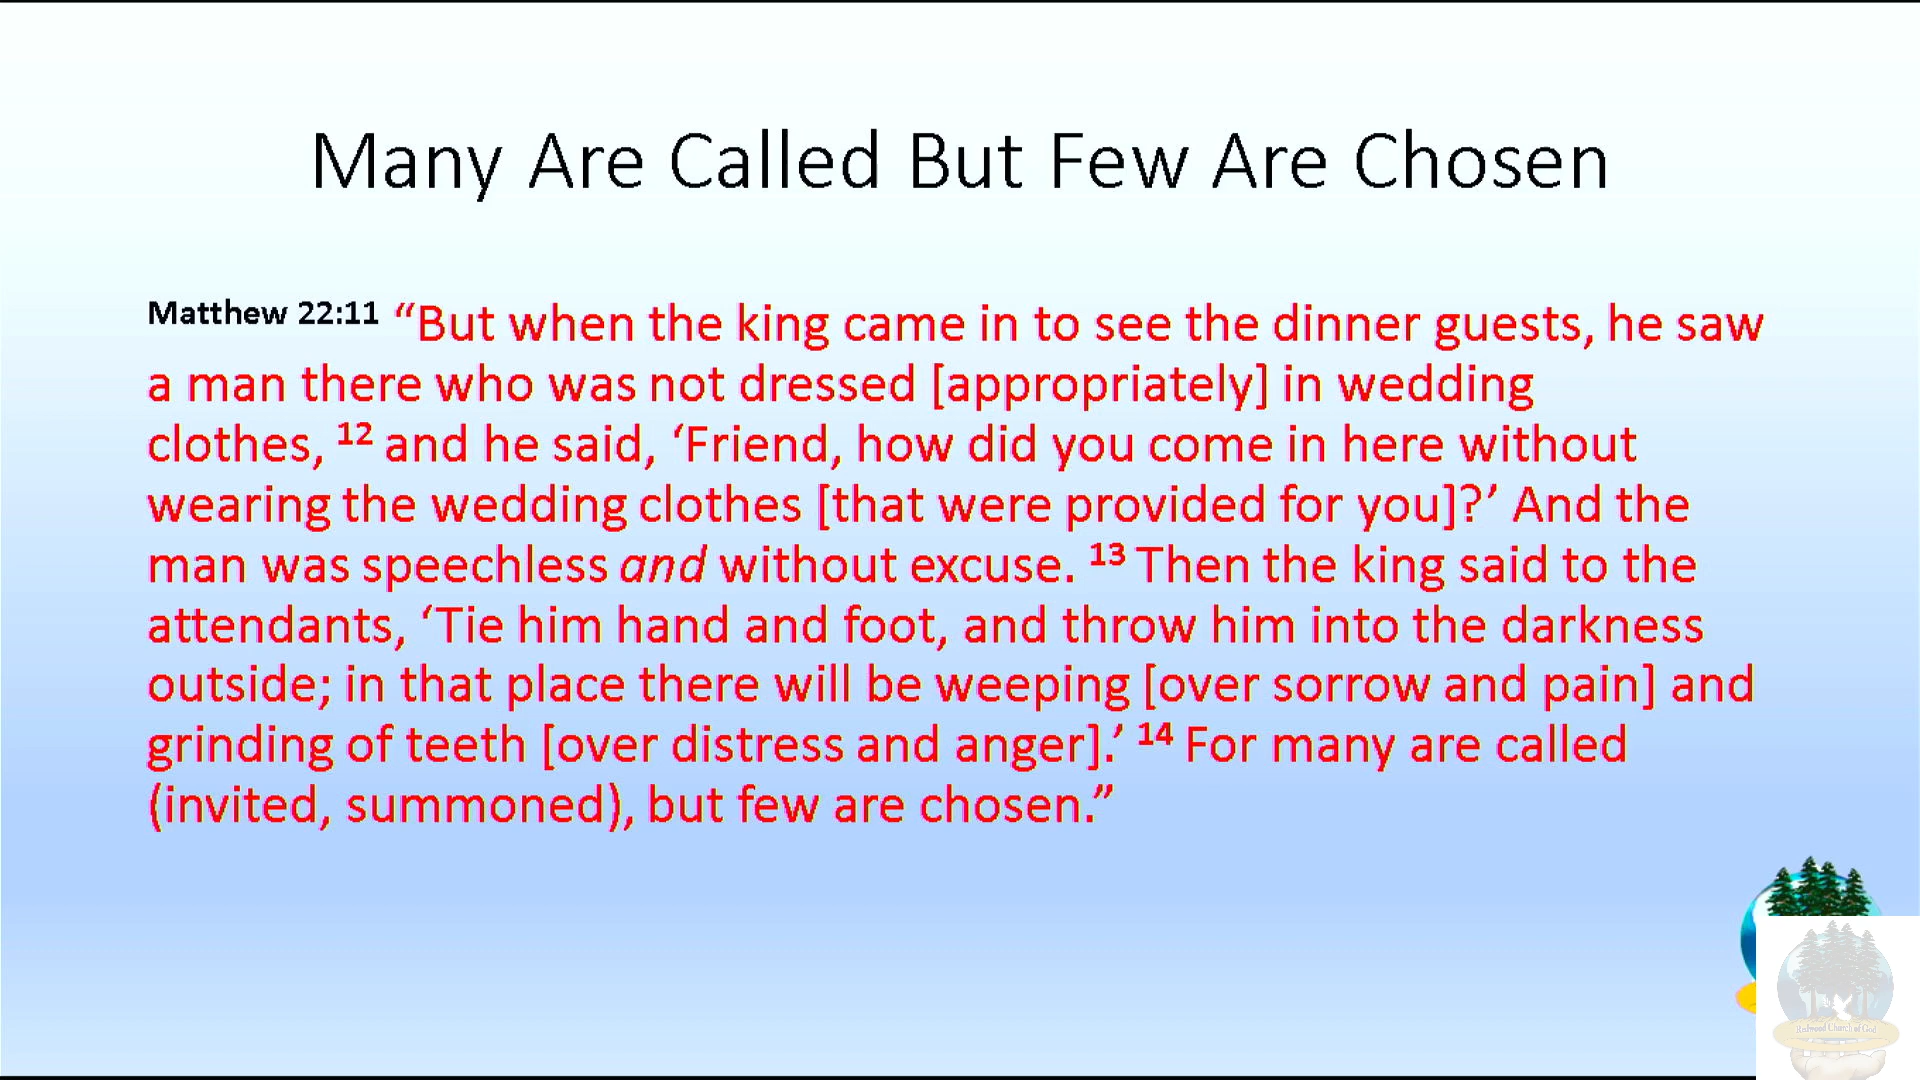 Many Are Called But Few Are Chosen
Matthew 22:11 “But when the king came in to see the dinner guests, he saw
a man there who was not dressed [appropriately] in wedding
clothes, 12 and he said, ‘Friend, how did you come in here without
wearing the wedding clothes [that were provided for you]?’ And the
man was speechless and without excuse. 13 Then the king said to the
attendants, ‘Tie him hand and foot, and throw him into the darkness
outside; in that place there will be weeping [over sorrow and pain] and
grinding of teeth [over distress and anger].’ 14 For many are called
(invited, summoned), but few are chosen.”
Redwood Church of God